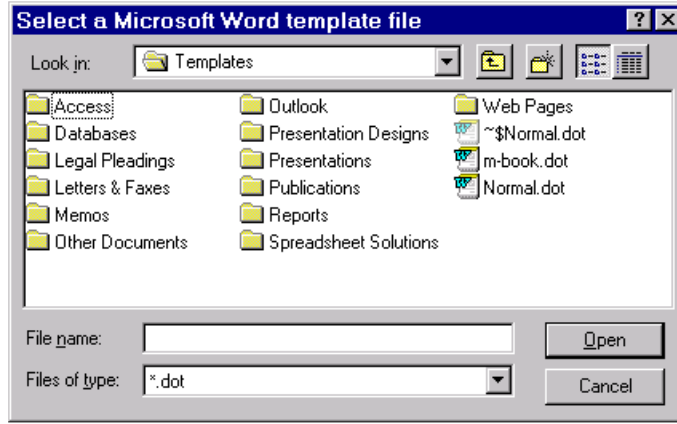 Select a Microsoft Word template file
Look in: Templates
Access
Databases
Legal Pleadings
Letters & Faxes
Memos
Other Documents
Outlook
Presentation Designs
Presentations
Publications
Reports
Spreadsheet Solutions
Web Pages
~$Normal.dot
m-book.dot
Normal.dot
File name:
Open
Files of type: *.dot
Cancel